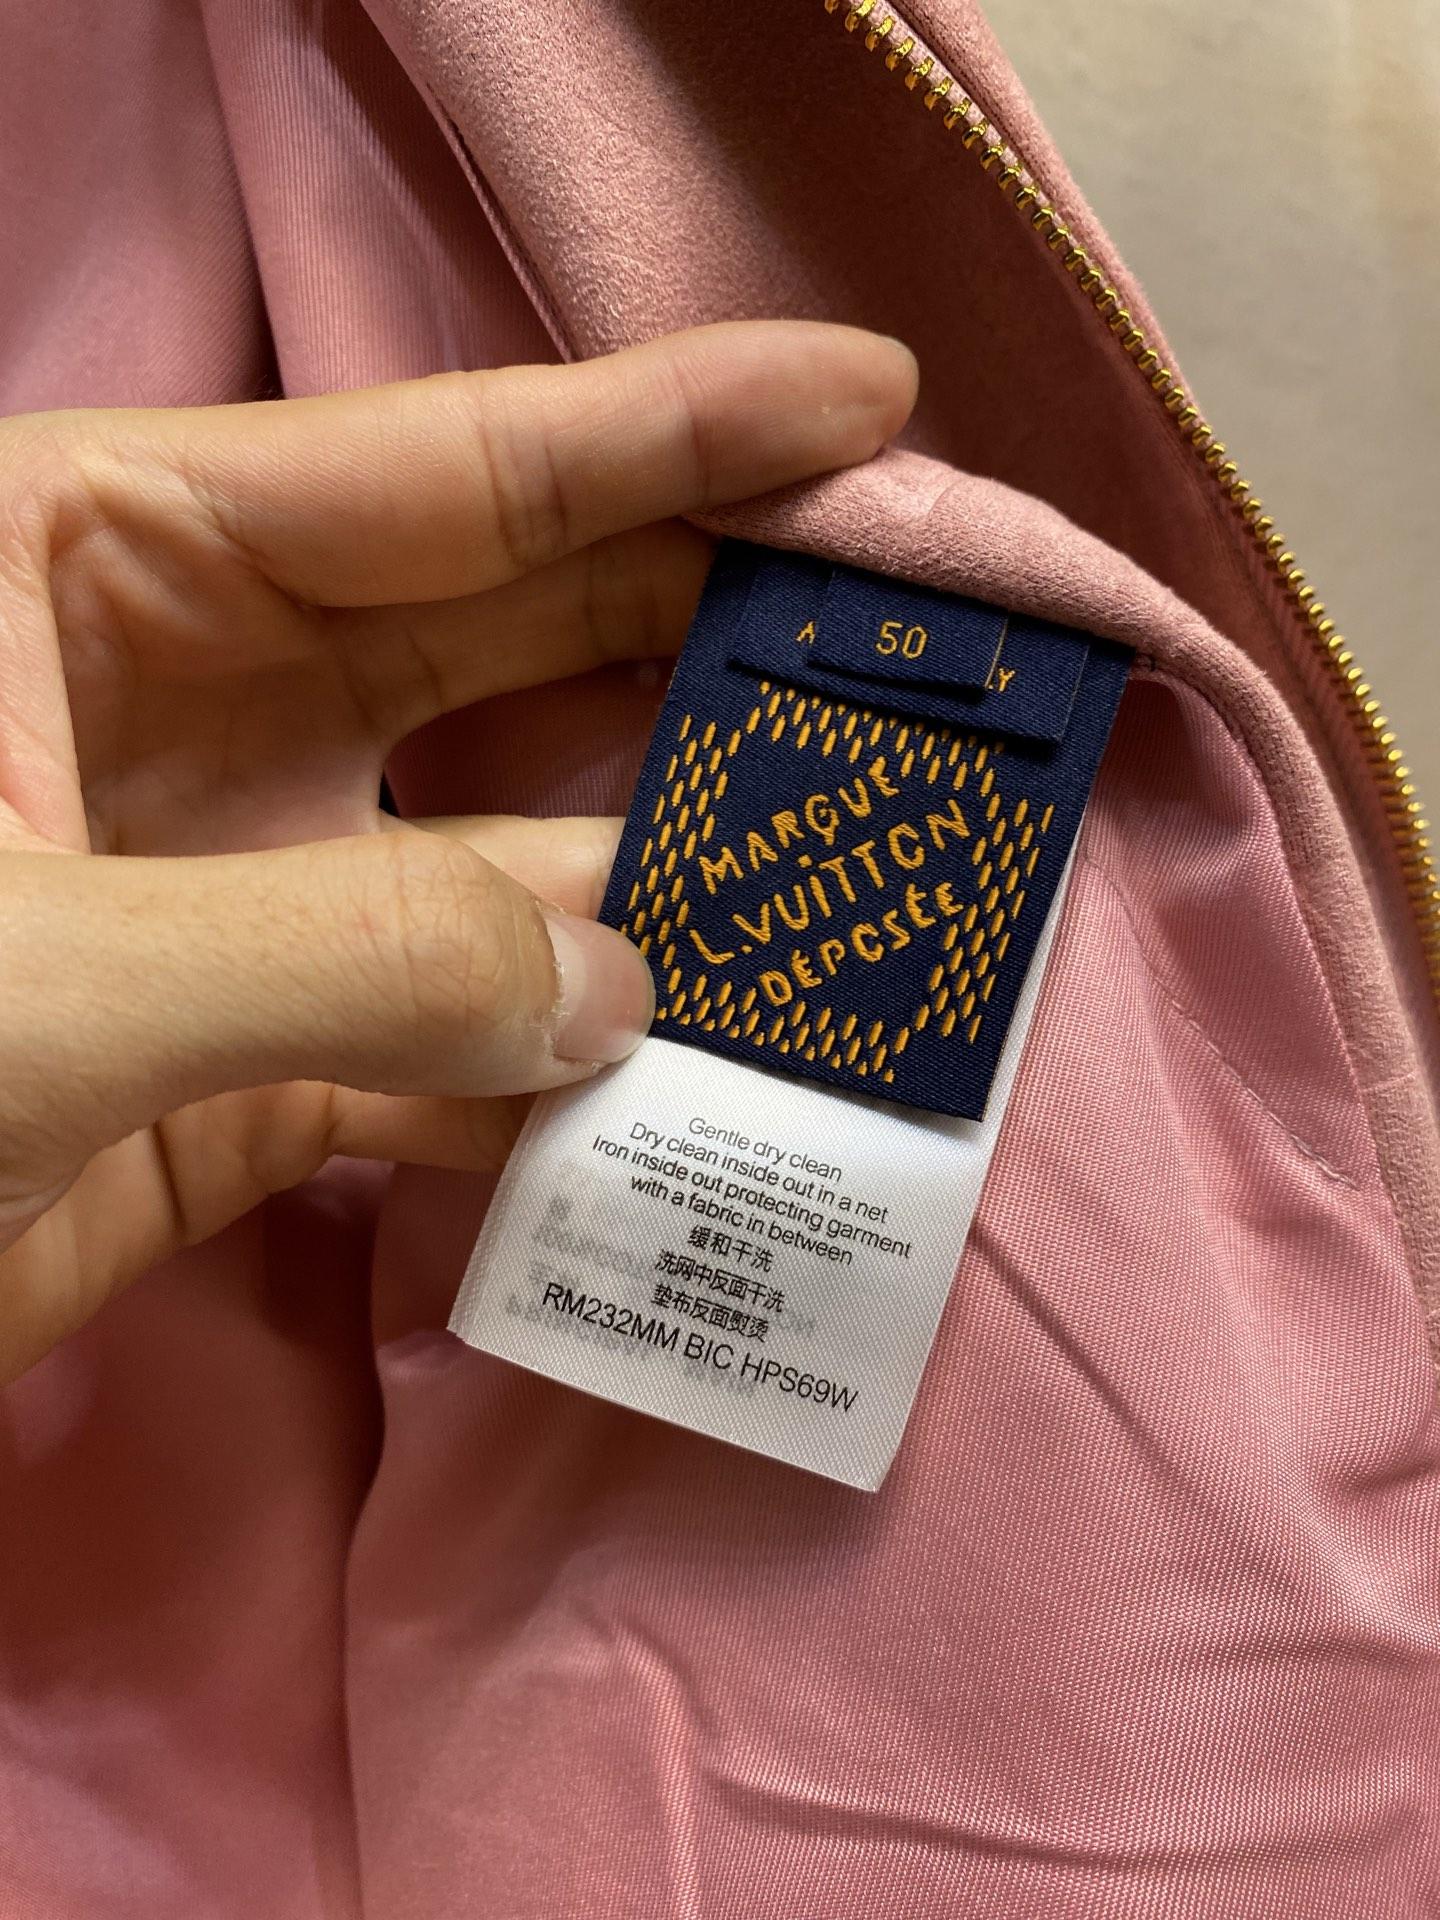 50
MARQUE
L.VUITTON
DÉPOSÉE
Gentle dry clean
Dry clean inside out in a net
Iron inside out protecting garment
with a fabric in between
缓和干洗
洗网中反面干洗
垫布反面熨烫
RM232MM BIC HPS69W